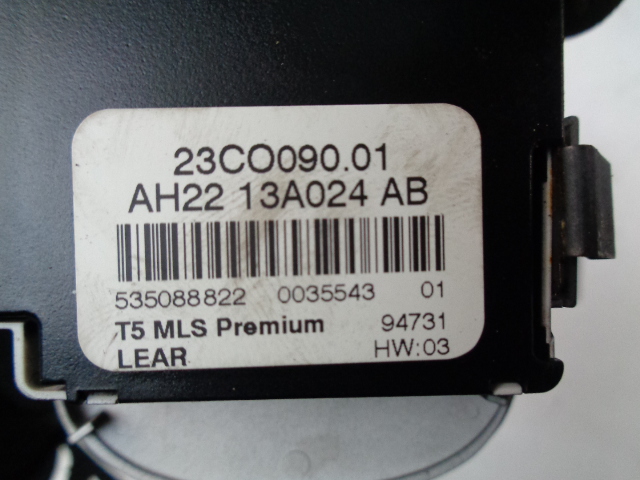 23CO090.01
AH22 13A024 AB
535088822 0035543 01
T5 MLS Premium 94731
LEAR HW:03